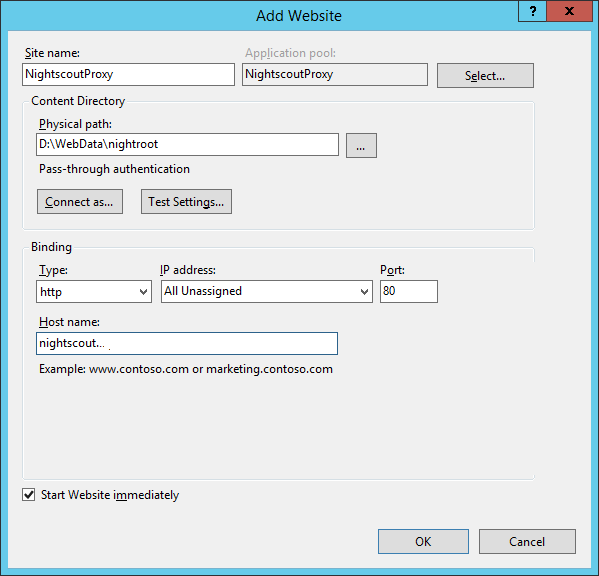 Add Website
?
x
Site name:
Application pool:
NightscoutProxy
NightscoutProxy
Select...
Content Directory
Physical path:
D:\WebData\nightroot
...
Pass-through authentication
Connect as...
Test Settings...
Binding
Type:
IP address:
Port:
http
All Unassigned
80
Host name:
nightscout...
Example: www.contoso.com or marketing.contoso.com
Start Website immediately
OK
Cancel